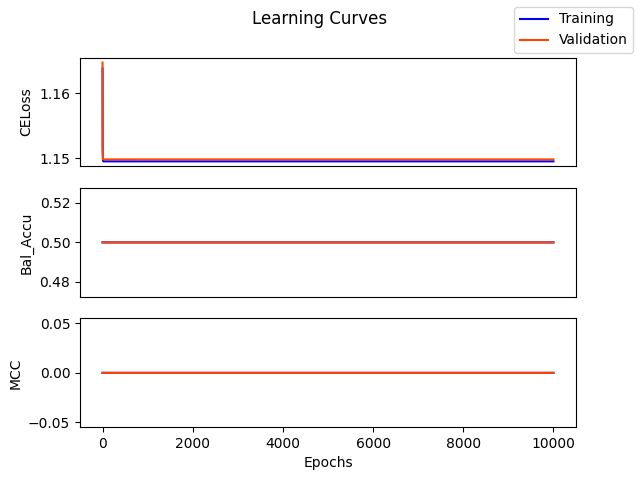 Learning Curves
Training
Validation
CELoss
1.16
1.15
Bal_Accu
0.52
0.50
0.48
MCC
0.05
0.00
−0.05
0 2000 4000 6000 8000 10000
Epochs